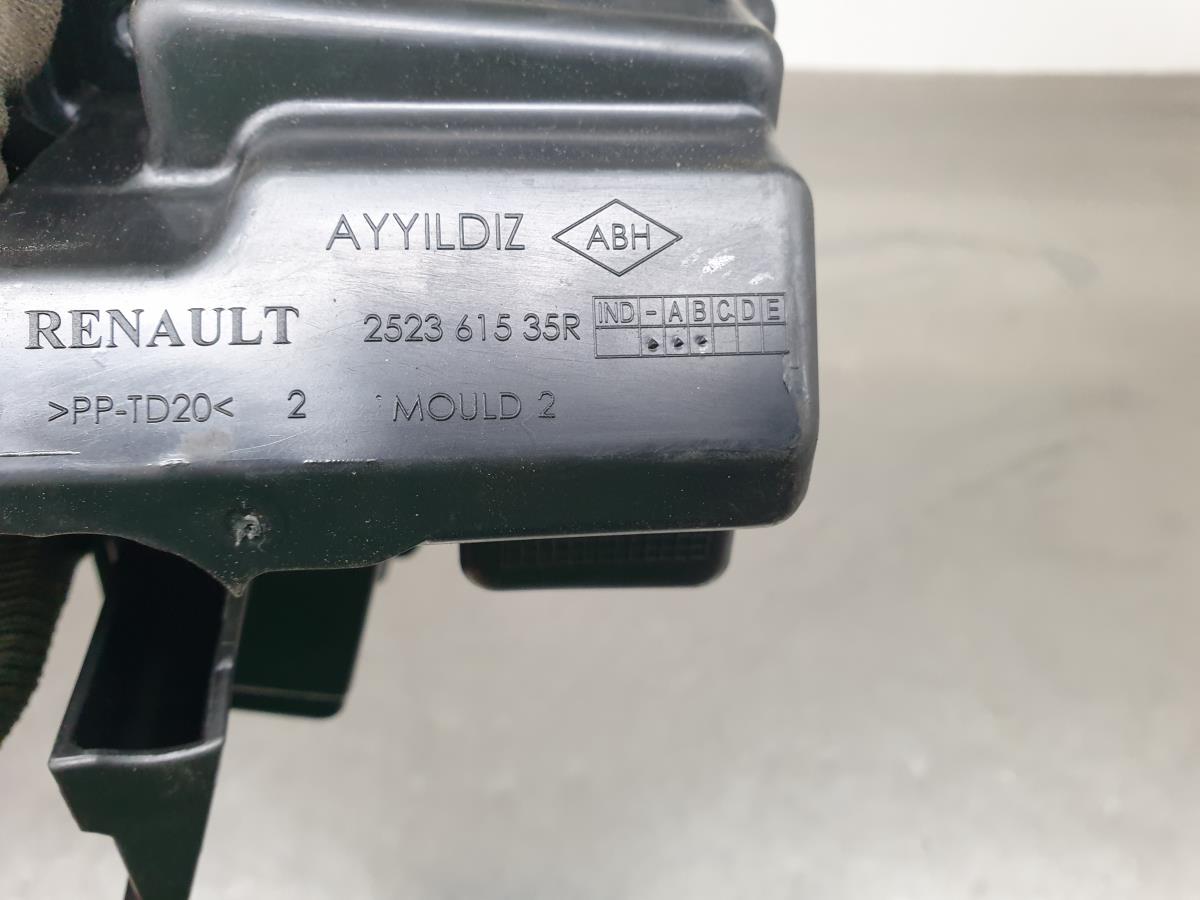 AYYILDIZ ABH
RENAULT 2523 615 35R IND - A B C D E
>PP-TD20< 2 MOULD 2